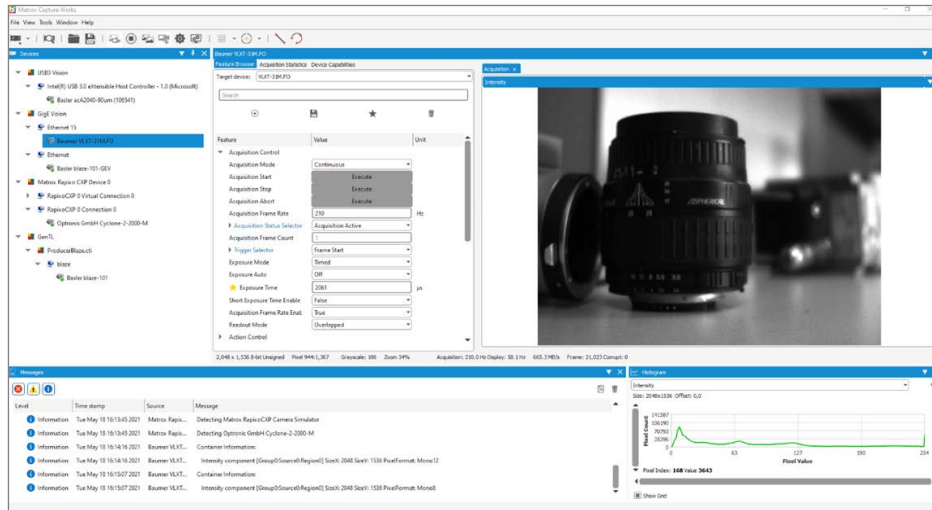 Matrox Capture Works
File View Tools Window Help
Devices
USB3 Vision
Intel(R) USB 3.0 eXtensible Host Controller - 1.0 (Microsoft)
Basler acA2040-90um (106541)
GigE Vision
Ethernet 15
Baumer VLXT-31M.FO
Ethernet
Basler blaze-101-GEV
Matrox Rapixo CXP Device 0
RapixoCXP 0 Virtual Connection 0
RapixoCXP 0 Connection 0
Optronis GmbH Cyclone-2-2000-M
GenTL
ProducerBlaze.cti
blaze
Basler blaze-101
Baumer VLXT-31M.FO
Feature Browser Acquisition Statistics Device Capabilities
Target device: VLXT-31M.FO
Search
Feature Value Unit
Acquisition Control
Acquisition Mode Continuous
Acquisition Start Execute
Acquisition Stop Execute
Acquisition Abort Execute
Acquisition Frame Rate 210 Hz
Acquisition Status Selector Acquisition Active
Acquisition Frame Count 1
Trigger Selector Frame Start
Exposure Mode Timed
Exposure Auto Off
Exposure Time 2061 µs
Short Exposure Time Enable False
Acquisition Frame Rate Enat True
Readout Mode Overlapped
Action Control
Acquisition x
Intensity
ASPHERICAL
2,048 x 1,536 8-bit Unsigned Pixel 944:1,367 Greyscale: 186 Zoom 34% Acquisition: 210.0 Hz Display: 58.1 Hz 665.3 MB/s Frame: 21,023 Corrupt: 0
Messages
Level Time stamp Source Message
Information Tue May 18 16:13:45 2021 Matrox Rapix... Detecting Matrox RapixoCXP Camera Simulator
Information Tue May 18 16:13:45 2021 Matrox Rapix... Detecting Optronis GmbH Cyclone-2-2000-M
Information Tue May 18 16:14:16 2021 Baumer VLXT... Container Information:
Information Tue May 18 16:14:16 2021 Baumer VLXT... Intensity component [Group0:Source0:Region0] SizeX: 2048 SizeY: 1536 PixelFormat: Mono12
Information Tue May 18 16:15:07 2021 Baumer VLXT... Container Information:
Information Tue May 18 16:15:07 2021 Baumer VLXT... Intensity component [Group0:Source0:Region0] SizeX: 2048 SizeY: 1536 PixelFormat: Mono8
Histogram
Intensity
Size: 2048x1536 Offset: 0,0
Pixel Count
141587
106190
70793
35396
0
0 63 127 190 254
Pixel Value
Pixel Index: 168 Value 3643
Show Grid